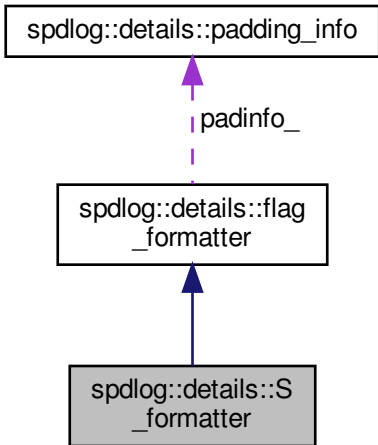 spdlog::details::padding_info
padinfo_
spdlog::details::flag
_formatter
spdlog::details::S
_formatter